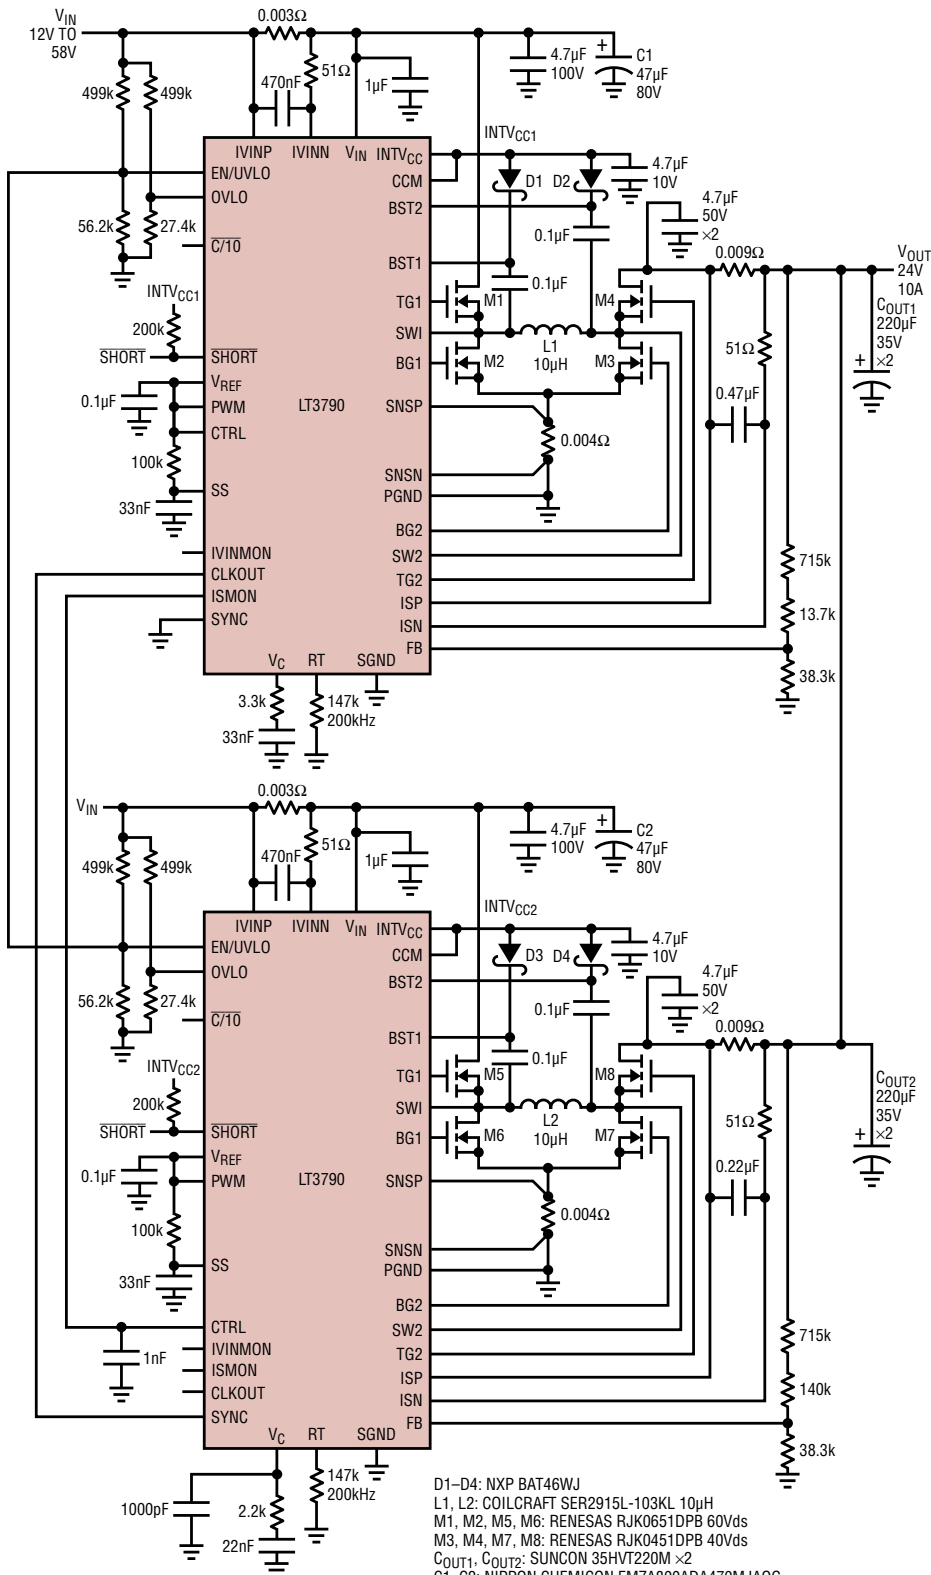 VIN
12V TO
58V
0.003Ω
51Ω
470nF
1µF
4.7µF
100V
+
C1
47µF
80V
499k
499k
INTVCC1
IVINP
IVINN
VIN
INTVCC
EN/UVLO
CCM
D1
D2
4.7µF
10V
OVLO
BST2
4.7µF
50V
×2
56.2k
27.4k
0.1µF
C/10
0.009Ω
VOUT
24V
10A
BST1
0.1µF
INTVCC1
TG1
M1
M4
COUT1
220µF
35V
×2
+
200k
SWI
SHORT
SHORT
L1
10µH
51Ω
BG1
M2
M3
VREF
0.1µF
PWM
LT3790
SNSP
0.47µF
CTRL
0.004Ω
100k
SNSN
SS
PGND
33nF
BG2
IVINMON
SW2
715k
CLKOUT
TG2
ISMON
ISP
13.7k
SYNC
ISN
FB
VC
RT
SGND
38.3k
3.3k
147k
200kHz
33nF
VIN
0.003Ω
51Ω
470nF
1µF
4.7µF
100V
+
C2
47µF
80V
499k
499k
INTVCC2
IVINP
IVINN
VIN
INTVCC
EN/UVLO
CCM
D3
D4
4.7µF
10V
OVLO
BST2
4.7µF
50V
×2
56.2k
27.4k
0.1µF
C/10
0.009Ω
BST1
0.1µF
INTVCC2
TG1
M5
M8
COUT2
220µF
35V
×2
+
200k
SWI
SHORT
SHORT
L2
10µH
51Ω
BG1
M6
M7
VREF
0.1µF
PWM
LT3790
SNSP
0.22µF
0.004Ω
100k
SNSN
SS
PGND
33nF
BG2
CTRL
SW2
715k
1nF
IVINMON
TG2
ISMON
ISP
CLKOUT
ISN
140k
SYNC
FB
VC
RT
SGND
38.3k
1000pF
2.2k
147k
200kHz
22nF
D1–D4: NXP BAT46WJ
L1, L2: COILCRAFT SER2915L-103KL 10µH
M1, M2, M5, M6: RENESAS RJK0651DPB 60Vds
M3, M4, M7, M8: RENESAS RJK0451DPB 40Vds
COUT1, COUT2: SUNCON 35HVT220M ×2